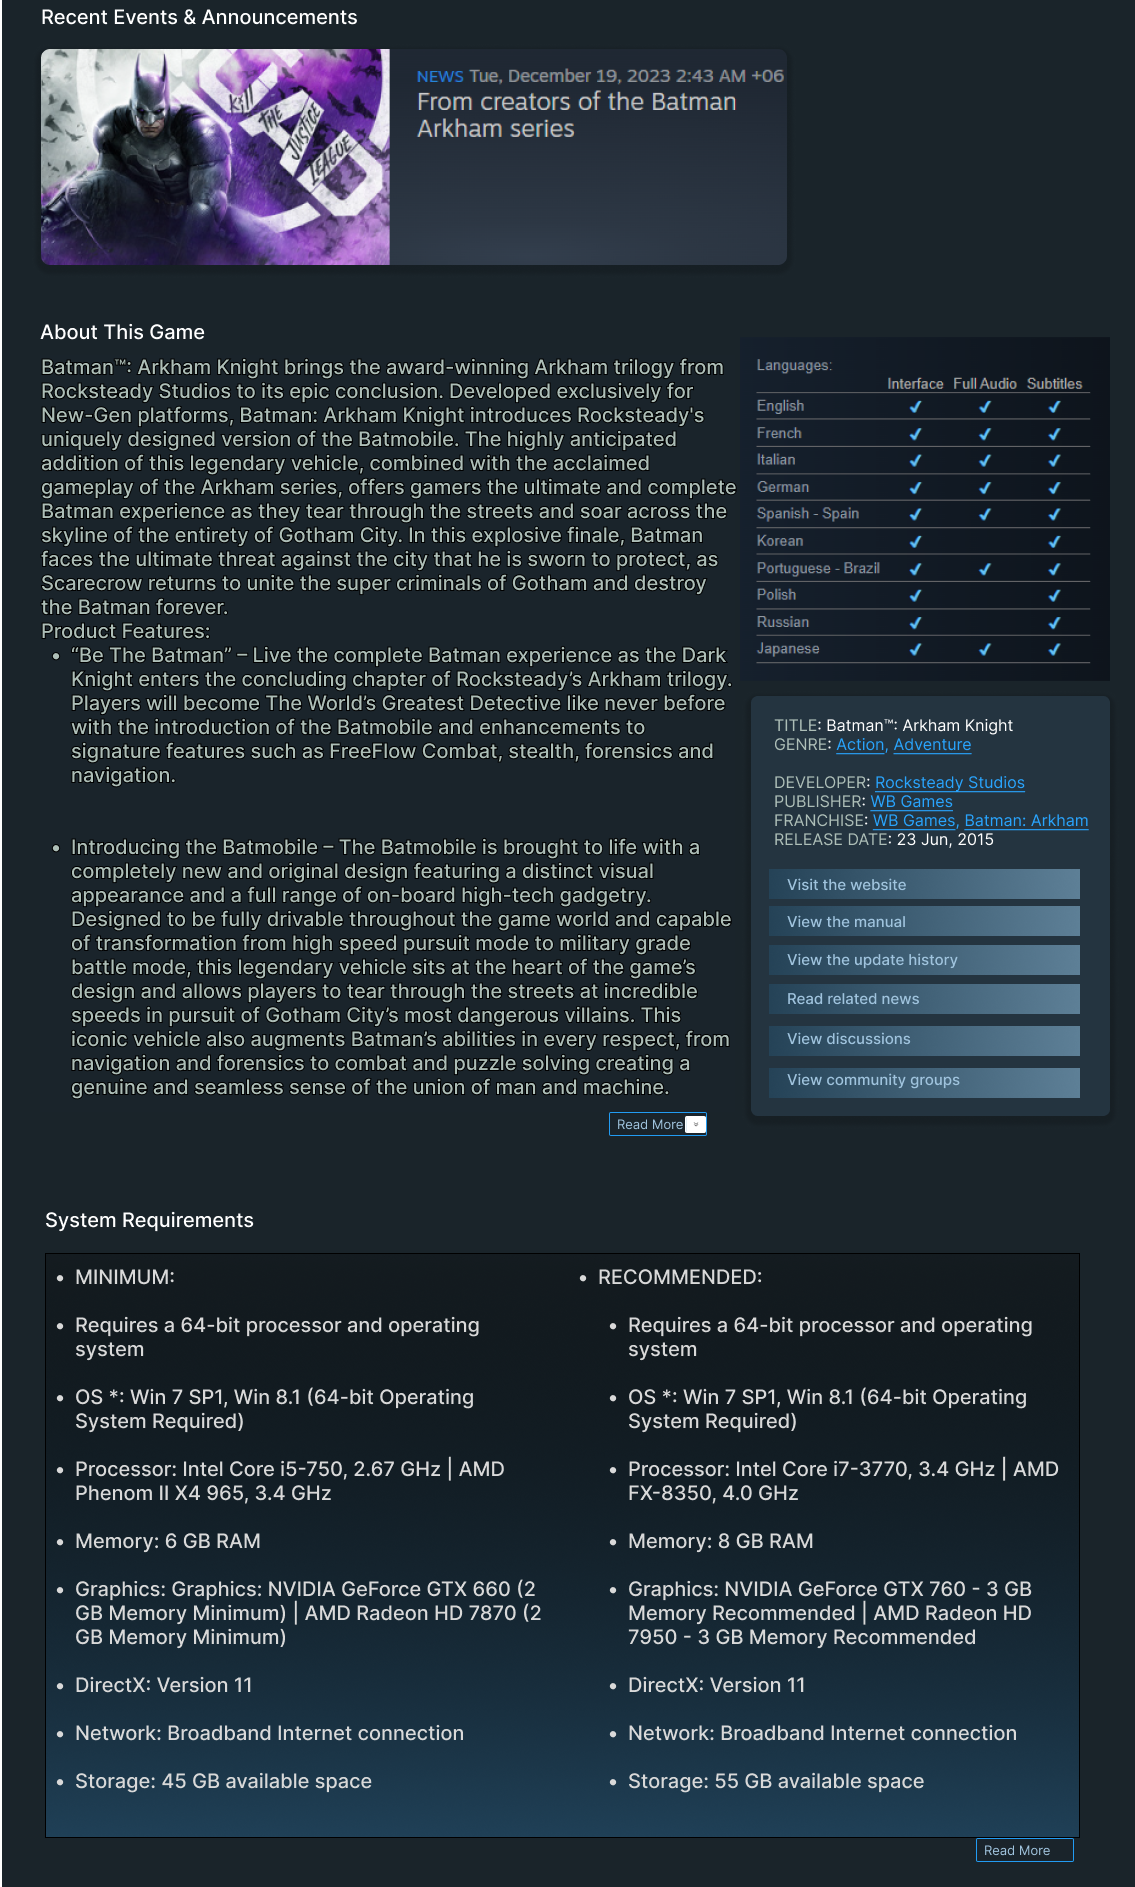 Recent Events & Announcements
KILL
THE
JUSTICE
LEAGUE
NEWS Tue, December 19, 2023 2:43 AM +06
From creators of the Batman
Arkham series
About This Game
Batman™: Arkham Knight brings the award-winning Arkham trilogy from
Rocksteady Studios to its epic conclusion. Developed exclusively for
New-Gen platforms, Batman: Arkham Knight introduces Rocksteady's
uniquely designed version of the Batmobile. The highly anticipated
addition of this legendary vehicle, combined with the acclaimed
gameplay of the Arkham series, offers gamers the ultimate and complete
Batman experience as they tear through the streets and soar across the
skyline of the entirety of Gotham City. In this explosive finale, Batman
faces the ultimate threat against the city that he is sworn to protect, as
Scarecrow returns to unite the super criminals of Gotham and destroy
the Batman forever.
Product Features:
• “Be The Batman” – Live the complete Batman experience as the Dark
Knight enters the concluding chapter of Rocksteady’s Arkham trilogy.
Players will become The World’s Greatest Detective like never before
with the introduction of the Batmobile and enhancements to
signature features such as FreeFlow Combat, stealth, forensics and
navigation.
• Introducing the Batmobile – The Batmobile is brought to life with a
completely new and original design featuring a distinct visual
appearance and a full range of on-board high-tech gadgetry.
Designed to be fully drivable throughout the game world and capable
of transformation from high speed pursuit mode to military grade
battle mode, this legendary vehicle sits at the heart of the game’s
design and allows players to tear through the streets at incredible
speeds in pursuit of Gotham City’s most dangerous villains. This
iconic vehicle also augments Batman’s abilities in every respect, from
navigation and forensics to combat and puzzle solving creating a
genuine and seamless sense of the union of man and machine.
Read More
Languages:
Interface Full Audio Subtitles
English ✔ ✔ ✔
French ✔ ✔ ✔
Italian ✔ ✔ ✔
German ✔ ✔ ✔
Spanish - Spain ✔ ✔ ✔
Korean ✔ ✔
Portuguese - Brazil ✔ ✔ ✔
Polish ✔ ✔
Russian ✔ ✔
Japanese ✔ ✔ ✔
TITLE: Batman™: Arkham Knight
GENRE: Action, Adventure
DEVELOPER: Rocksteady Studios
PUBLISHER: WB Games
FRANCHISE: WB Games, Batman: Arkham
RELEASE DATE: 23 Jun, 2015
Visit the website
View the manual
View the update history
Read related news
View discussions
View community groups
System Requirements
• MINIMUM:
• Requires a 64-bit processor and operating
system
• OS *: Win 7 SP1, Win 8.1 (64-bit Operating
System Required)
• Processor: Intel Core i5-750, 2.67 GHz | AMD
Phenom II X4 965, 3.4 GHz
• Memory: 6 GB RAM
• Graphics: Graphics: NVIDIA GeForce GTX 660 (2
GB Memory Minimum) | AMD Radeon HD 7870 (2
GB Memory Minimum)
• DirectX: Version 11
• Network: Broadband Internet connection
• Storage: 45 GB available space
• RECOMMENDED:
• Requires a 64-bit processor and operating
system
• OS *: Win 7 SP1, Win 8.1 (64-bit Operating
System Required)
• Processor: Intel Core i7-3770, 3.4 GHz | AMD
FX-8350, 4.0 GHz
• Memory: 8 GB RAM
• Graphics: NVIDIA GeForce GTX 760 - 3 GB
Memory Recommended | AMD Radeon HD
7950 - 3 GB Memory Recommended
• DirectX: Version 11
• Network: Broadband Internet connection
• Storage: 55 GB available space
Read More